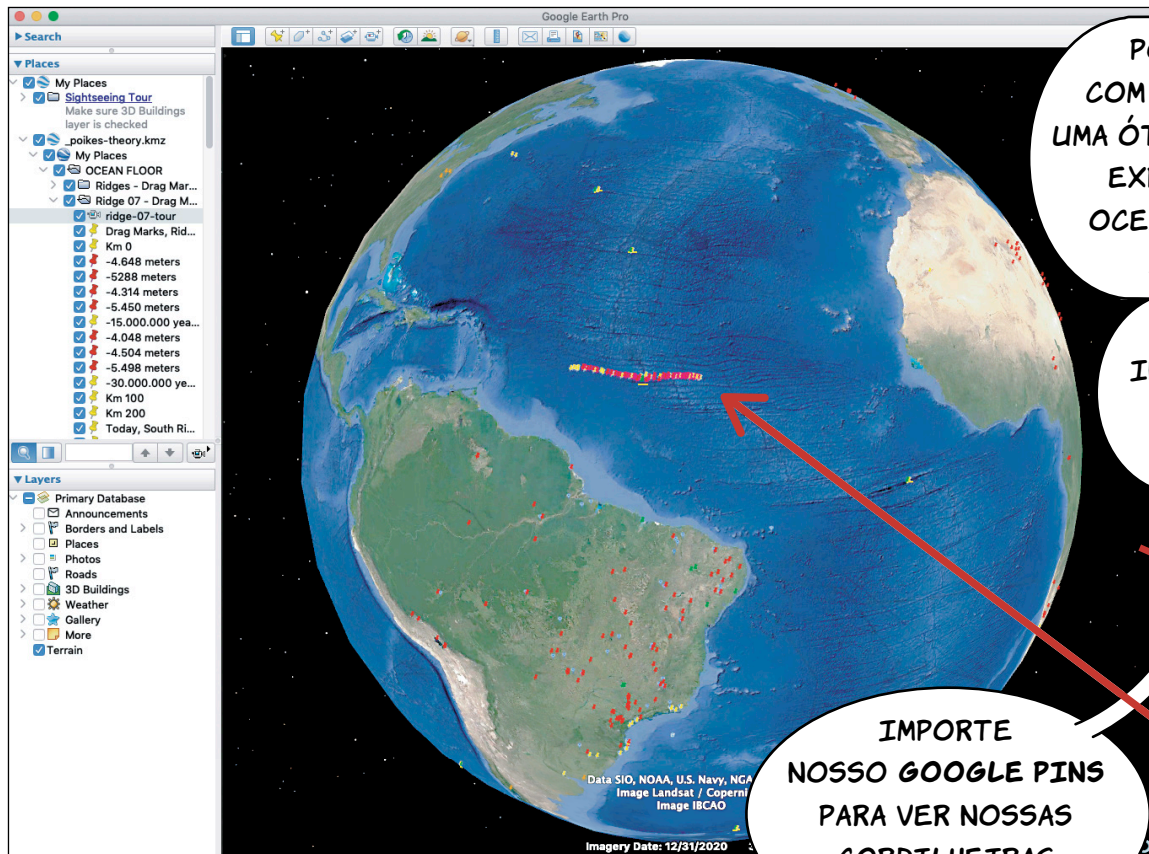 Google Earth Pro
Search
Places
My Places
Sightseeing Tour
Make sure 3D Buildings
layer is checked
_poikes-theory.kmz
My Places
OCEAN FLOOR
Ridges - Drag Mar...
Ridge 07 - Drag M...
ridge-07-tour
Drag Marks, Rid...
Km 0
-4.648 meters
-5288 meters
-4.314 meters
-5.450 meters
-15.000.000 yea...
-4.048 meters
-4.504 meters
-5.498 meters
-30.000.000 ye...
Km 100
Km 200
Today, South Ri...
Layers
Primary Database
Announcements
Borders and Labels
Places
Photos
Roads
3D Buildings
Weather
Gallery
More
Terrain
COM
UMA
IMPORTE
NOSSO GOOGLE PINS
PARA VER NOSSAS
CORDILHEIRAS
Data SIO, NOAA, U.S. Navy, NGA
Image Landsat / Coperni
Image IBCAO
Imagery Date: 12/31/2020